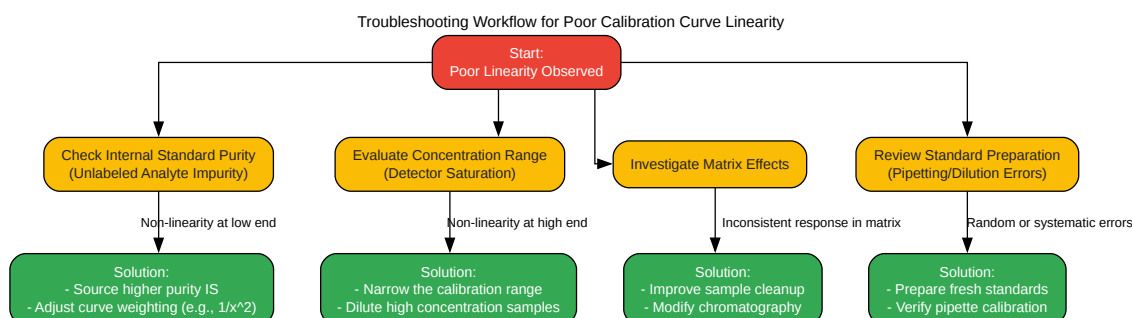 Troubleshooting Workflow for Poor Calibration Curve Linearity
Start:
Poor Linearity Observed
Check Internal Standard Purity
(Unlabeled Analyte Impurity)
Evaluate Concentration Range
(Detector Saturation)
Investigate Matrix Effects
Review Standard Preparation
(Pipetting/Dilution Errors)
Non-linearity at low end
Non-linearity at high end
Inconsistent response in matrix
Random or systematic errors
Solution:
- Source higher purity IS
- Adjust curve weighting (e.g., 1/x^2)
Solution:
- Narrow the calibration range
- Dilute high concentration samples
Solution:
- Improve sample cleanup
- Modify chromatography
Solution:
- Prepare fresh standards
- Verify pipette calibration